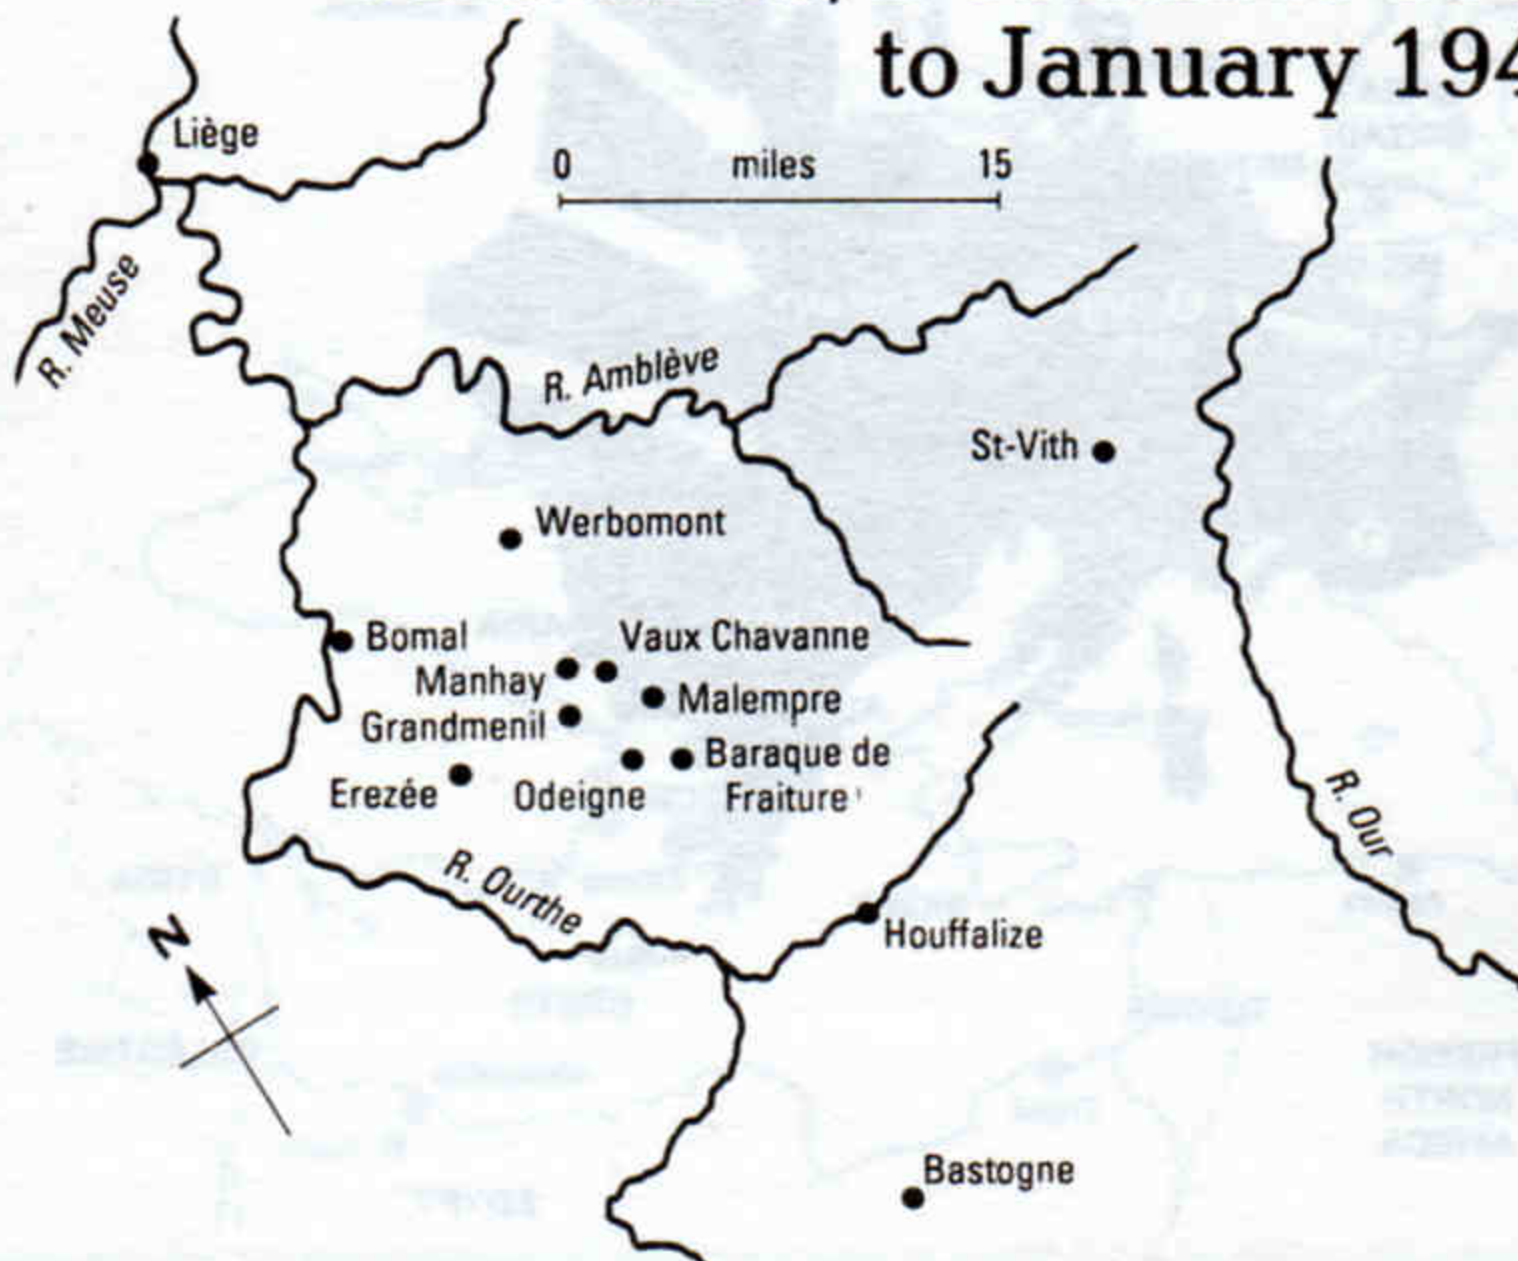 to January 194
Liège
0 miles 15
R. Meuse
R. Amblève
St-Vith
Werbomont
Bomal
Vaux Chavanne
Manhay
Malempre
Grandmenil
Baraque de
Fraiture
Erezée
Odeigne
R. Our
R. Ourthe
N
Houffalize
Bastogne